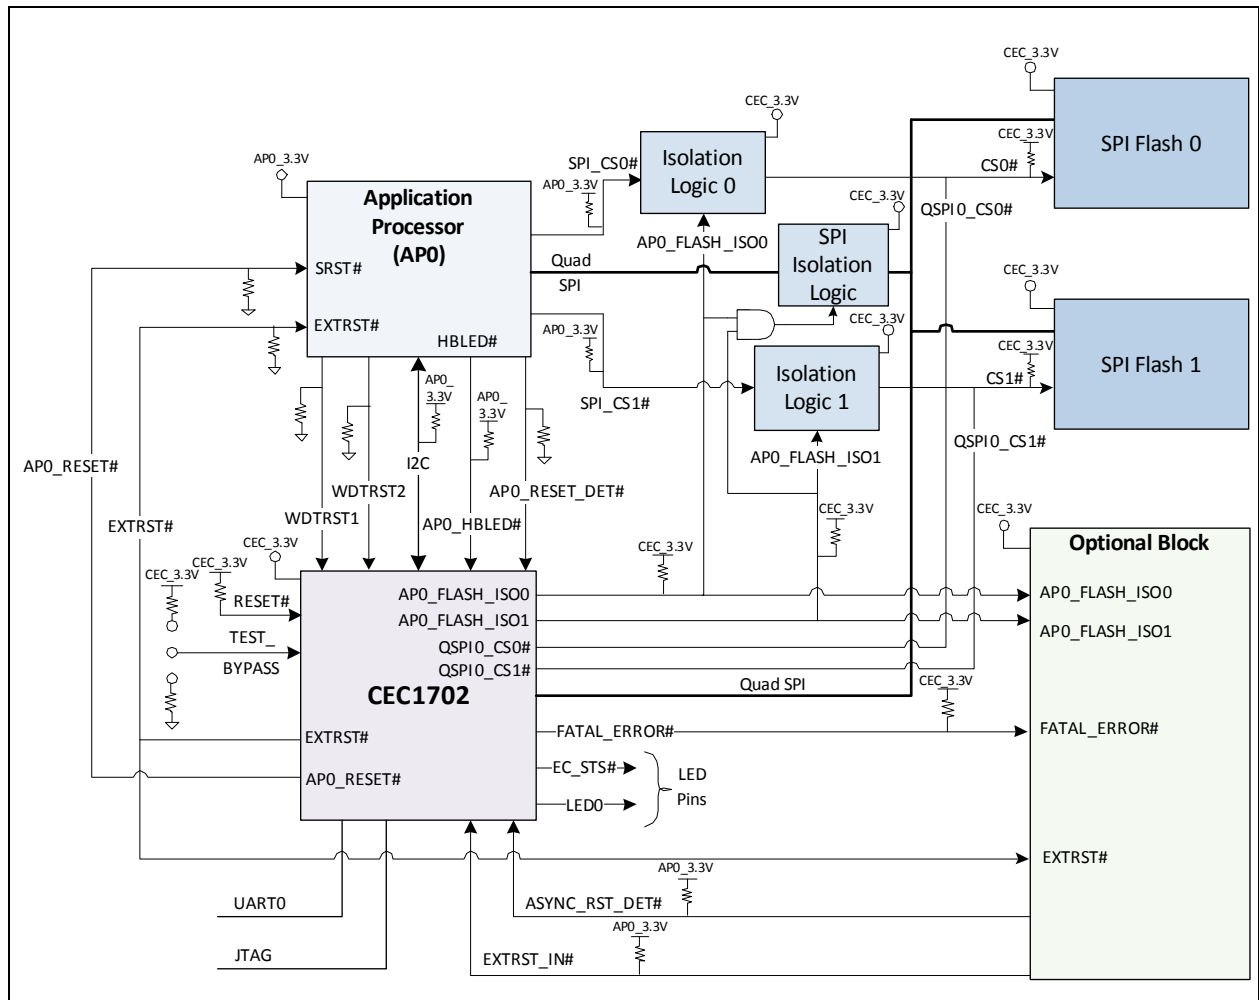 CEC_3.3V
SPI Flash 0
CEC_3.3V
CS0#
QSPI0_CS0#
CEC_3.3V
Isolation
Logic 0
SPI_CS0#
AP0_3.3V
AP0_FLASH_ISO0
AP0_3.3V
Application
Processor
(AP0)
SRST#
EXTRST#
HBLED#
Quad
SPI
CEC_3.3V
SPI
Isolation
Logic
CEC_3.3V
SPI Flash 1
CEC_3.3V
CS1#
QSPI0_CS1#
AP0_3.3V
SPI_CS1#
CEC_3.3V
Isolation
Logic 1
AP0_FLASH_ISO1
AP0_
3.3V
AP0_
3.3V
I2C
AP0_RESET#
EXTRST#
WDTRST1
WDTRST2
AP0_HBLED#
AP0_RESET_DET#
CEC_3.3V
CEC_3.3V
CEC_3.3V
RESET#
TEST_
BYPASS
CEC_3.3V
CEC_3.3V
CEC_3.3V
AP0_FLASH_ISO0
AP0_FLASH_ISO1
QSPI0_CS0#
QSPI0_CS1#
CEC1702
Quad SPI
EXTRST#
AP0_RESET#
FATAL_ERROR#
CEC_3.3V
EC_STS#
LED0
LED
Pins
Optional Block
AP0_FLASH_ISO0
AP0_FLASH_ISO1
FATAL_ERROR#
EXTRST#
UART0
JTAG
AP0_3.3V
ASYNC_RST_DET#
AP0_3.3V
EXTRST_IN#